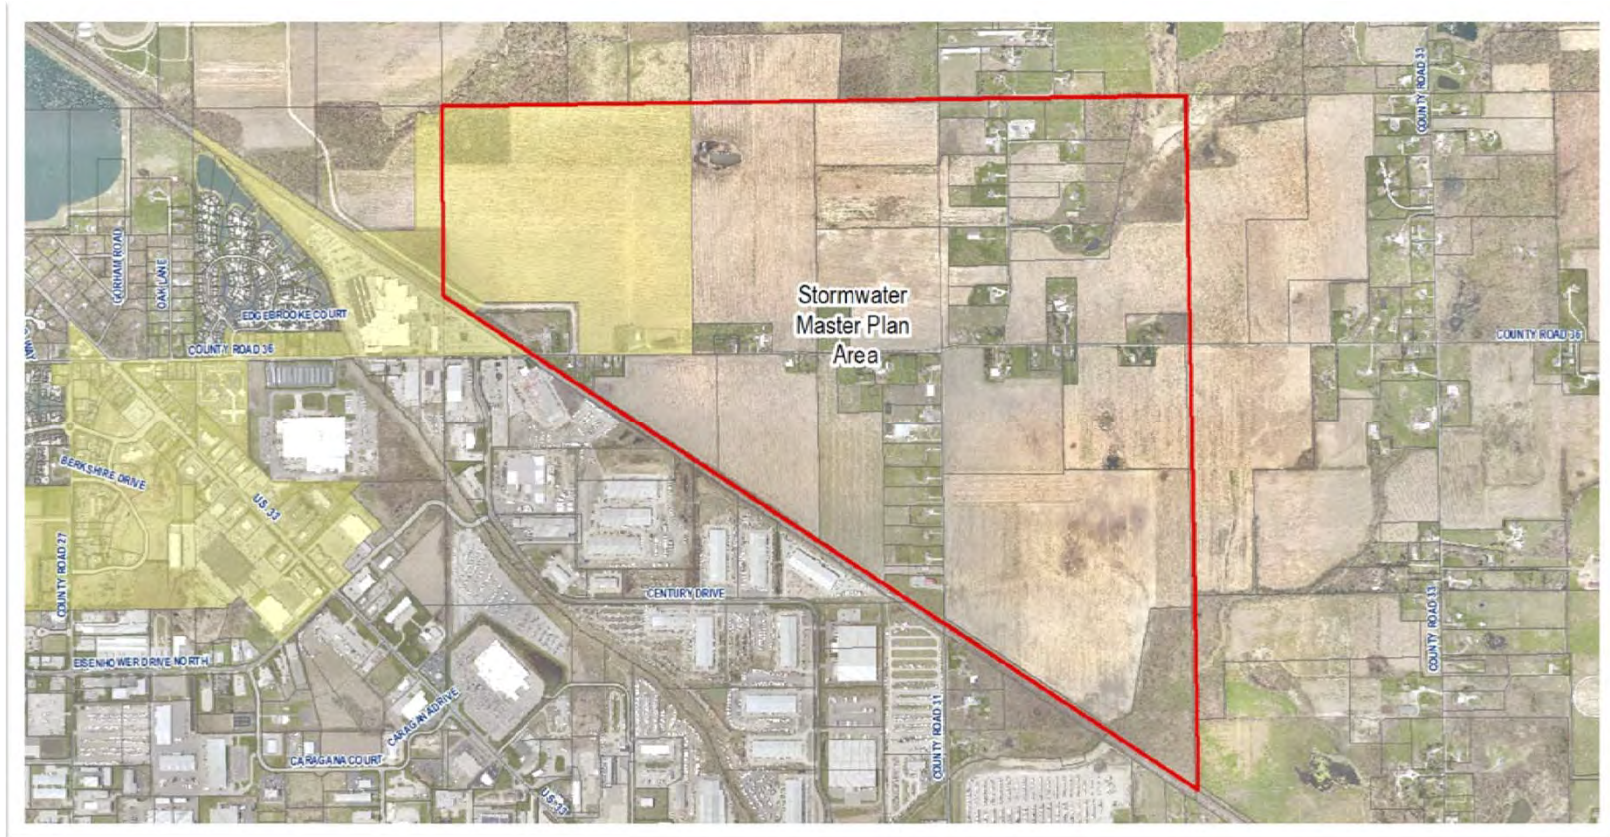 COUNTY ROAD 33
GORHAM ROAD
OAK LANE
EDGEBROOKE COURT
COUNTY ROAD 36
Stormwater
Master Plan
Area
COUNTY ROAD 36
BERKSHIRE DRIVE
US 33
COUNTY ROAD 27
CENTURY DRIVE
COUNTY ROAD 33
EISENHOWER DRIVE NORTH
CARAGANA DRIVE
COUNTY ROAD 31
CARAGANA COURT
US 33